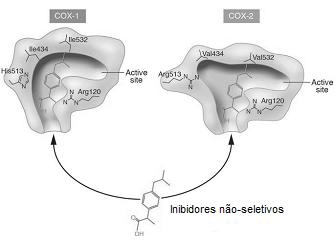 COX-1
COX-2
Ile532
Ile434
His513
Active
site
Arg120
Val434
Val532
Arg513
Active
site
Arg120
Inibidores não-seletivos
O
OH